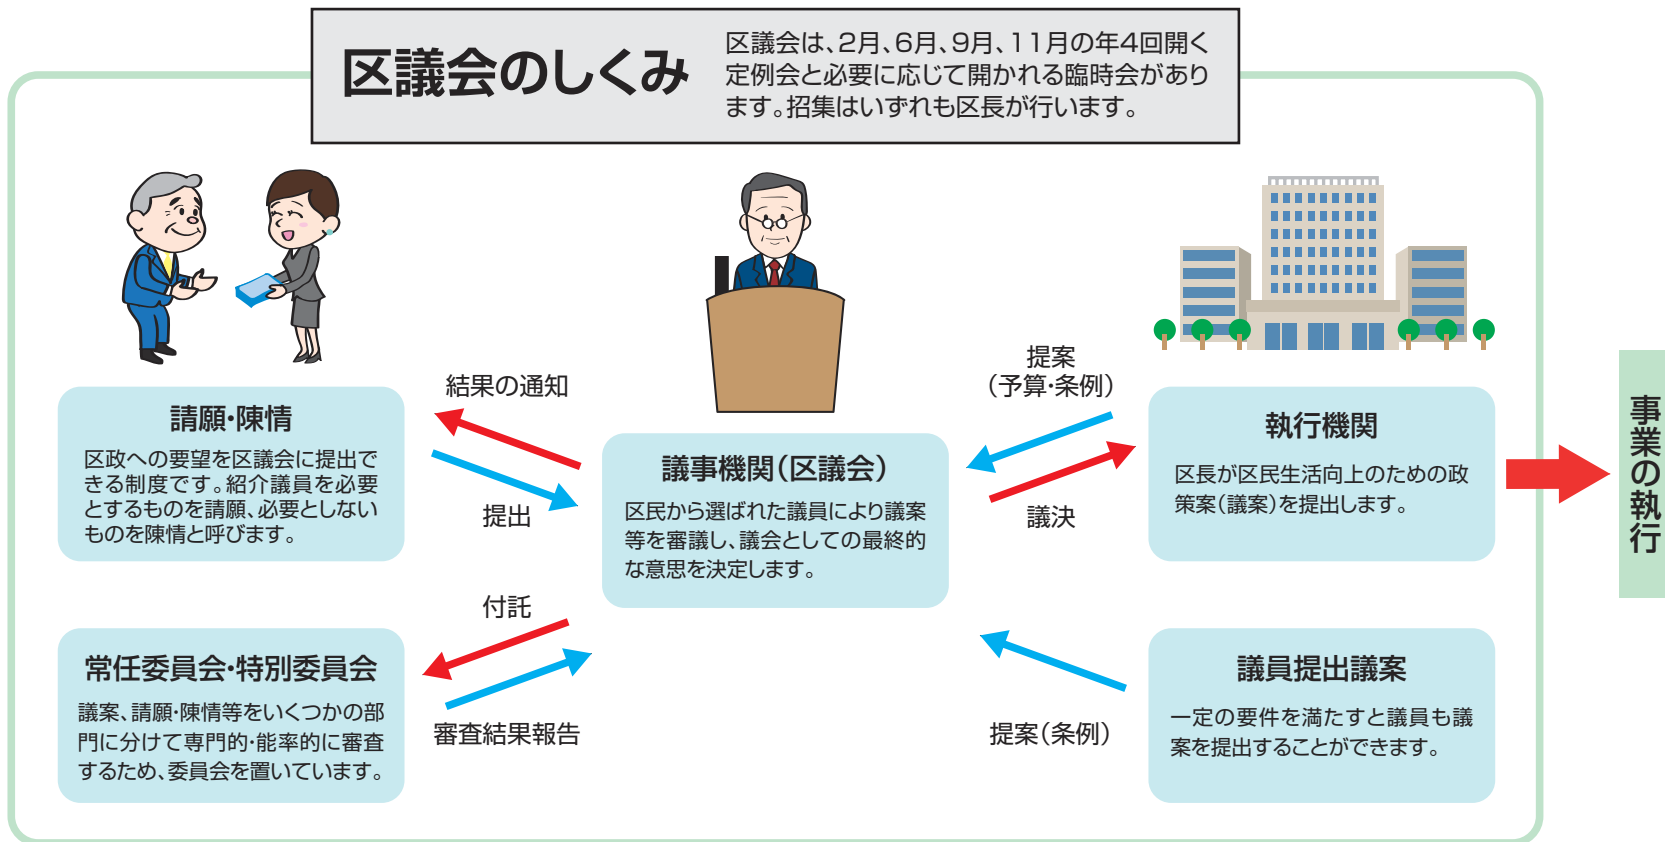 区議会のしくみ
区議会は、2月、6月、9月、11月の年4回開く
定例会と必要に応じて開かれる臨時会があり
ます。招集はいずれも区長が行います。
請願・陳情
区政への要望を区議会に提出で
きる制度です。紹介議員を必要
とするものを請願、必要としない
ものを陳情と呼びます。
結果の通知
提出
議事機関（区議会）
区民から選ばれた議員により議案
等を審議し、議会としての最終的
な意思を決定します。
提案
（予算・条例）
議決
執行機関
区長が区民生活向上のための政
策案（議案）を提出します。
事業の執行
常任委員会・特別委員会
議案、請願・陳情等をいくつかの部
門に分けて専門的・能率的に審査
するため、委員会を置いています。
付託
審査結果報告
提案（条例）
議員提出議案
一定の要件を満たすと議員も議
案を提出することができます。